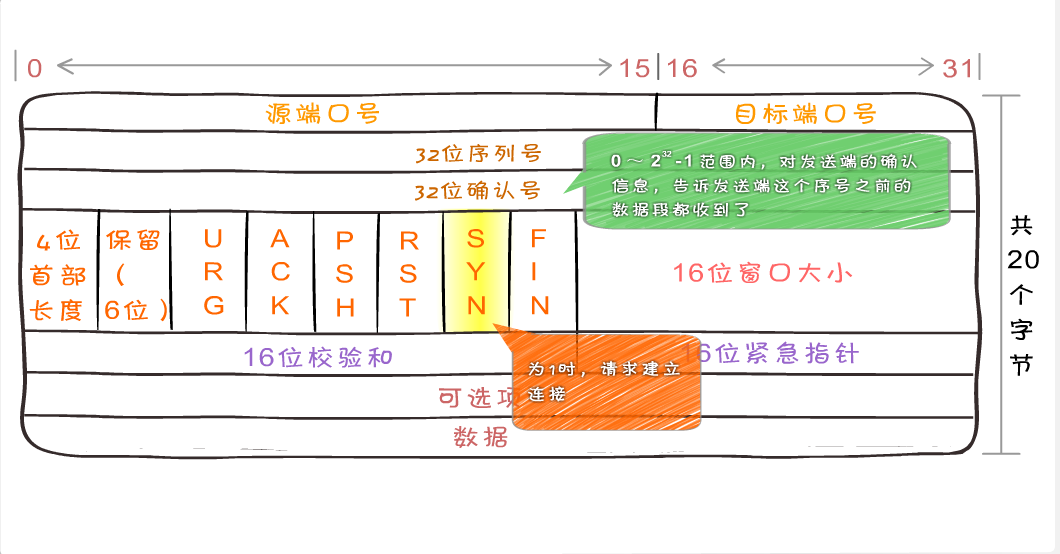 0 15 16 31
源端口号 目标端口号
32位序列号
0 ~ 2³²-1范围内，对发送端的确认
信息，告诉发送端这个序号之前的
数据段都收到了
32位确认号
4位
首部
长度
保留
(
6位)
URG
ACK
PSH
RST
SYN
FIN
16位窗口大小
16位校验和
16位紧急指针
为1时，请求建立
连接
可选项
数据
共
20
个
字
节